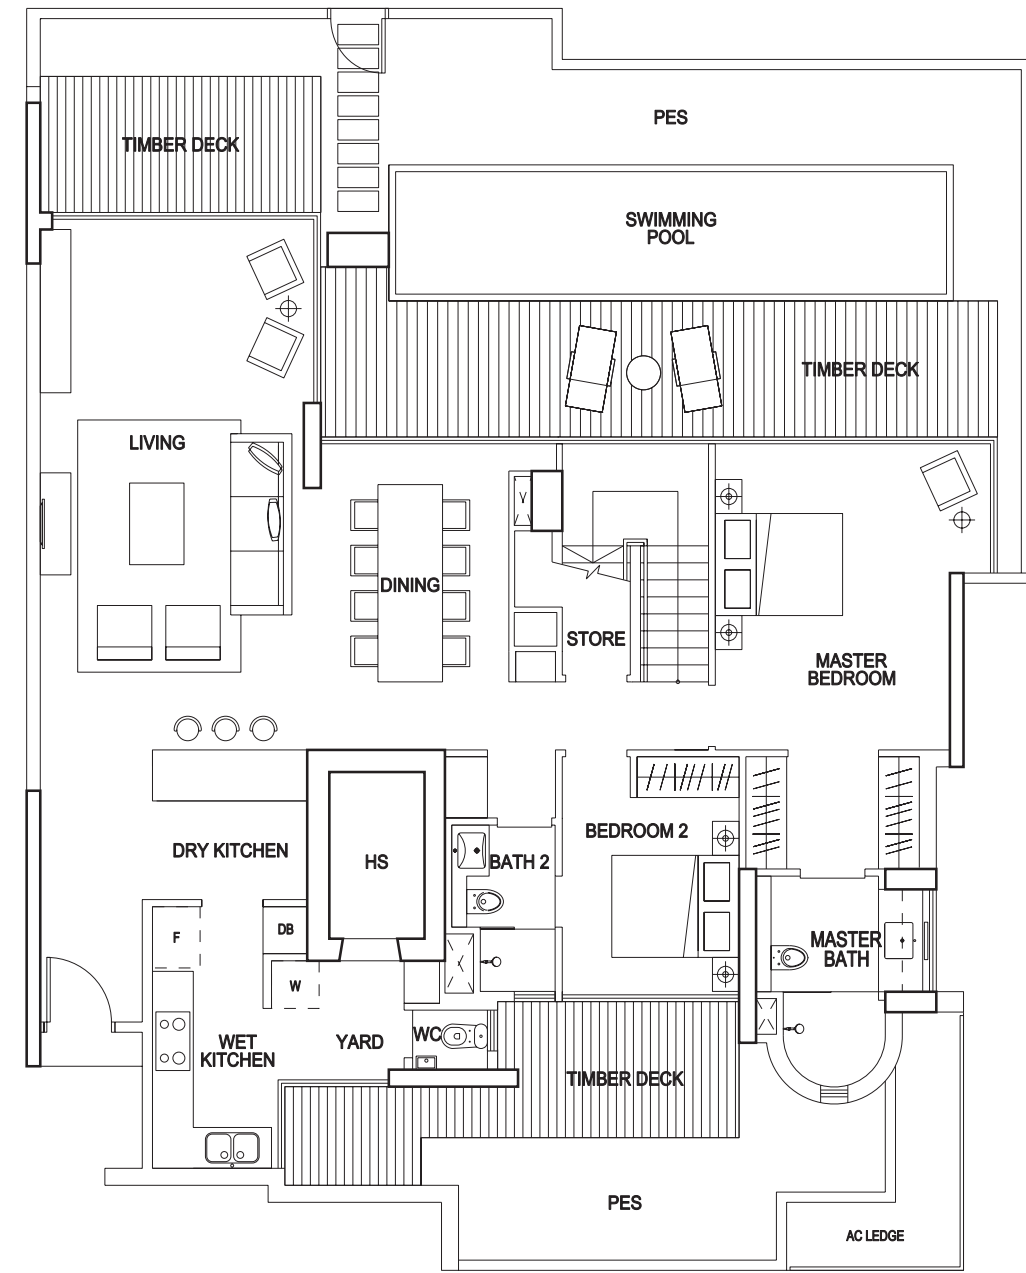 PES
TIMBER DECK
SWIMMING
POOL
TIMBER DECK
LIVING
DINING
STORE
MASTER
BEDROOM
BEDROOM 2
DRY KITCHEN
HS
BATH 2
F
DB
MASTER
BATH
W
WET
KITCHEN
YARD
WC
TIMBER DECK
PES
AC LEDGE